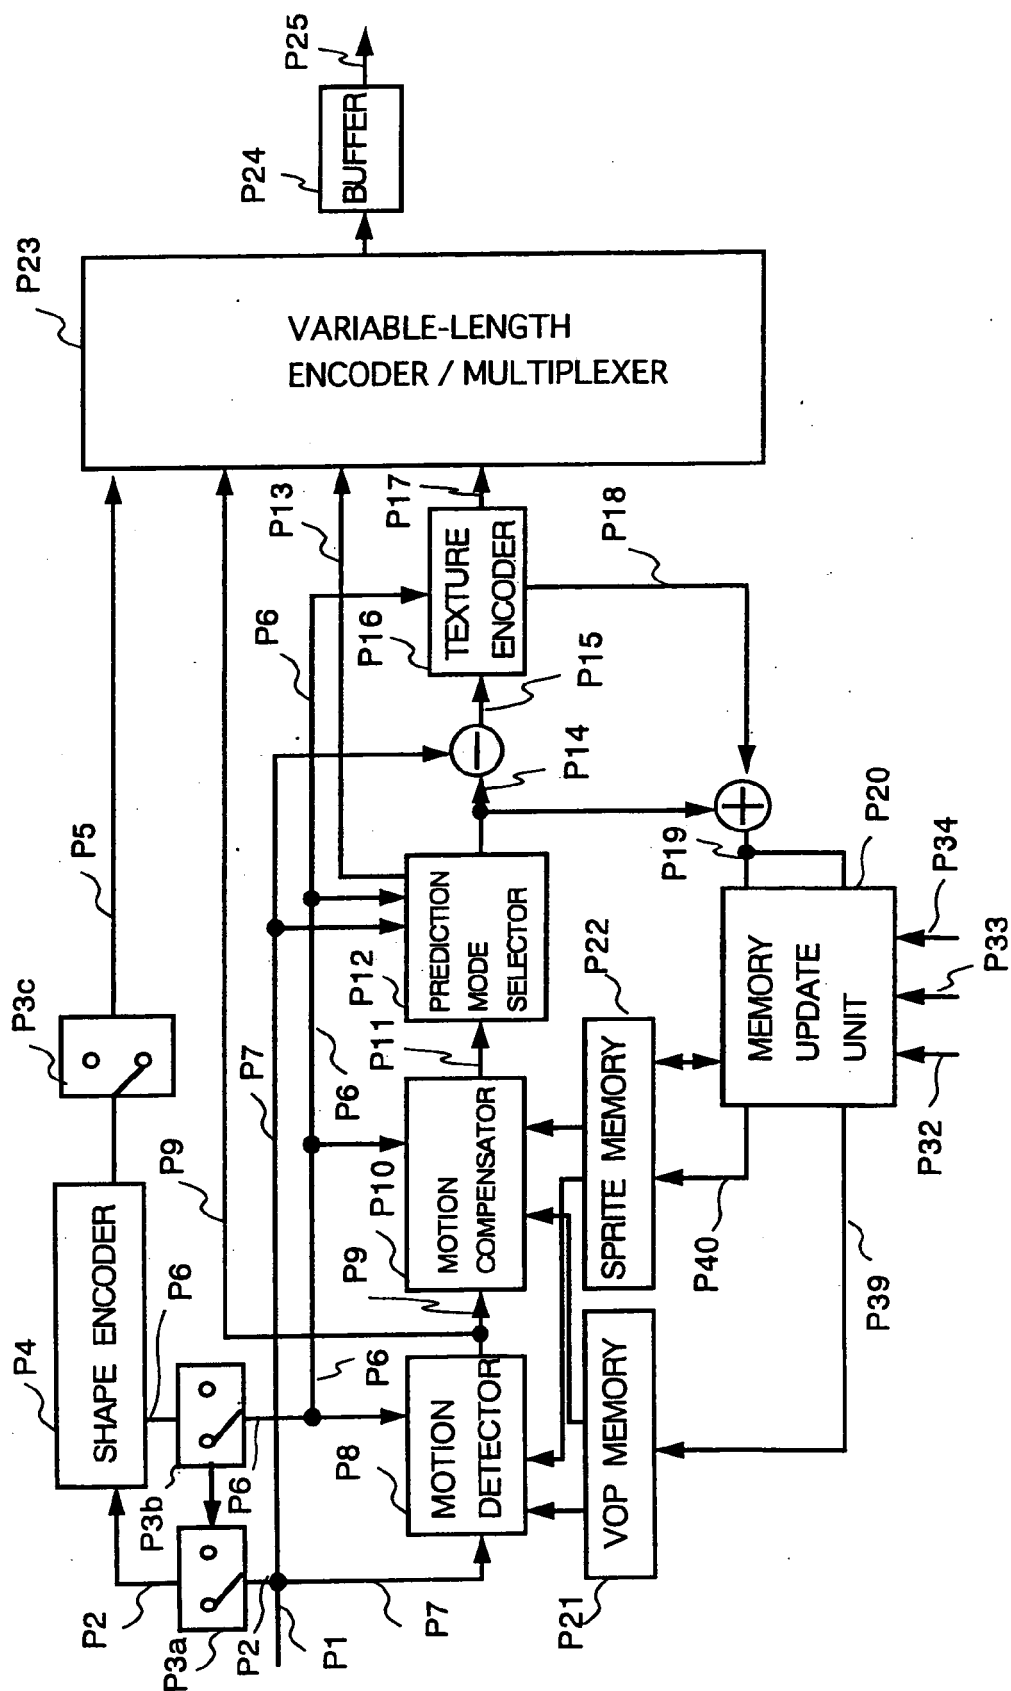 P25
P24
BUFFER
P23
VARIABLE-LENGTH
ENCODER / MULTIPLEXER
P5
P9
P13
P17
P3c
P4
SHAPE ENCODER
P6
P3b
P6
P2
P3a
P2
P1
P7
P7
P6
P6
P6
P8
MOTION
DETECTOR
P9
P10
MOTION
COMPENSATOR
P11
P12
PREDICTION
MODE
SELECTOR
P14
P15
P16
TEXTURE
ENCODER
P18
P19
P20
P21
VOP MEMORY
P22
SPRITE MEMORY
MEMORY
UPDATE
UNIT
P40
P39
P32
P33
P34